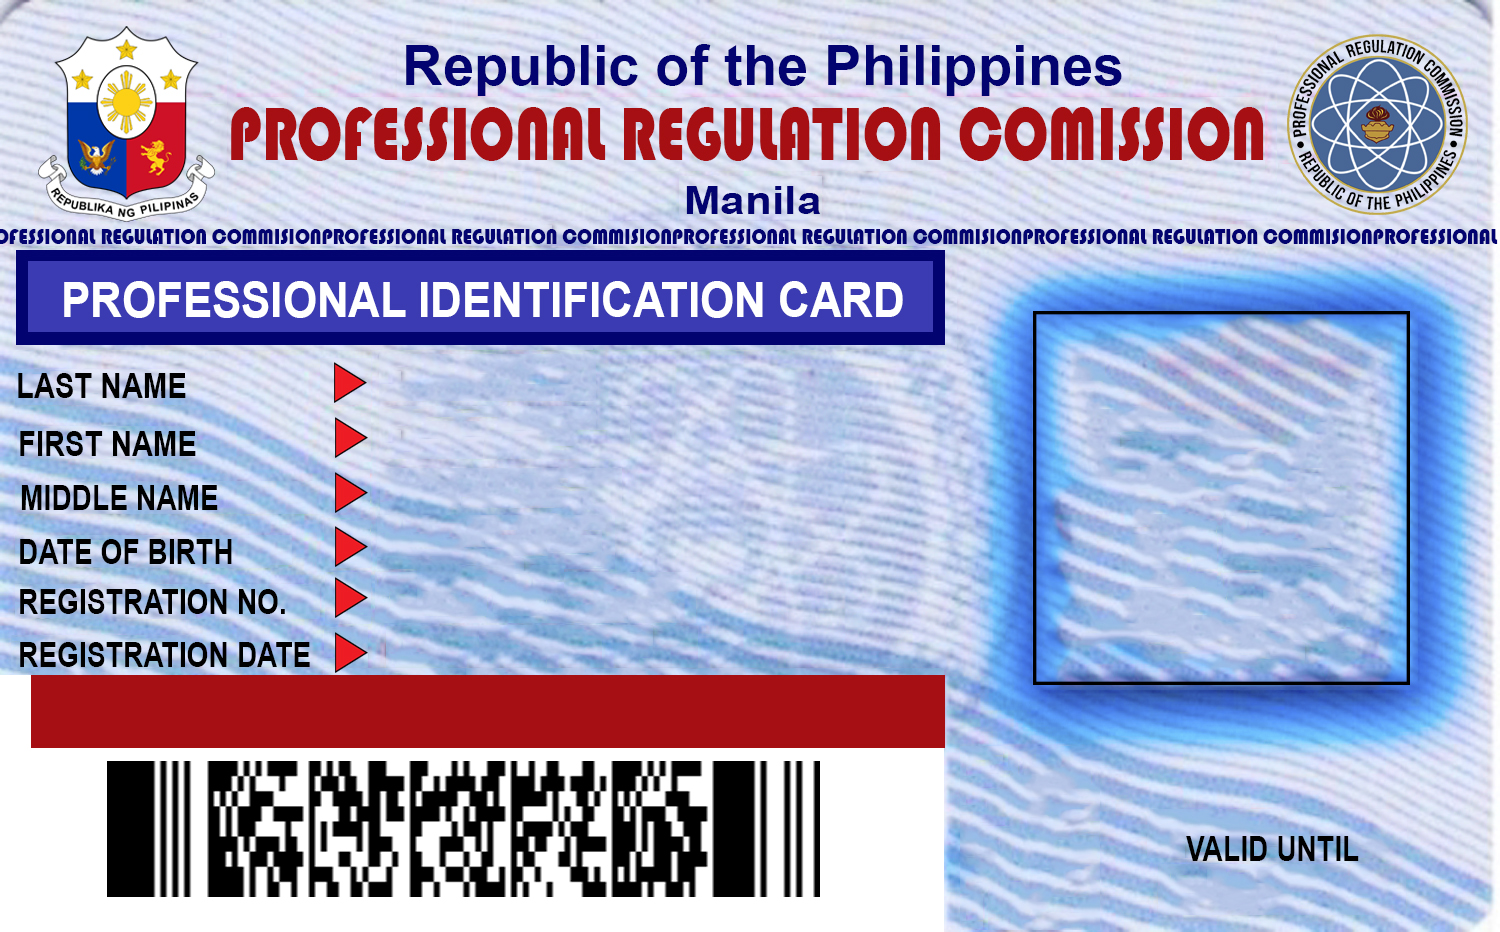 Republic of the Philippines
PROFESSIONAL REGULATION COMISSION
Manila
REPUBLIKA NG PILIPINAS
PROFESSIONAL REGULATION COMMISSION
REPUBLIC OF THE PHILIPPINES
OFESSIONAL REGULATION COMMISIONPROFESSIONAL REGULATION COMMISIONPROFESSIONAL REGULATION COMMISIONPROFESSIONAL REGULATION COMMISIONPROFESSIONAL
PROFESSIONAL IDENTIFICATION CARD
LAST NAME
FIRST NAME
MIDDLE NAME
DATE OF BIRTH
REGISTRATION NO.
REGISTRATION DATE
VALID UNTIL